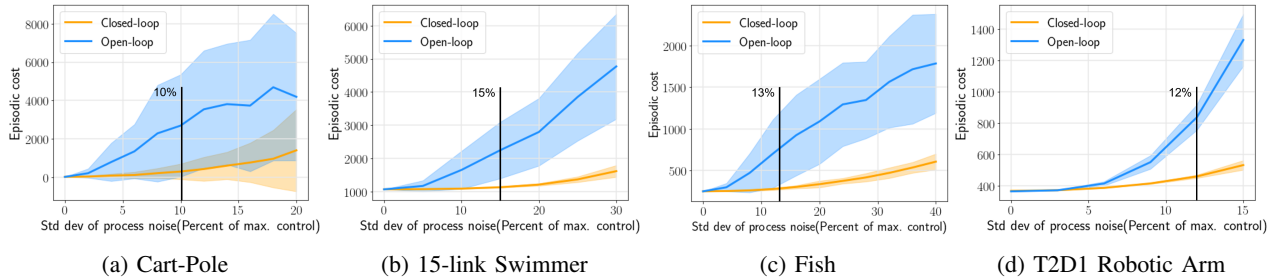 8000
6000
4000
2000
0
Episodic cost
Closed-loop
Open-loop
10%
0 5 10 15 20
Std dev of process noise(Percent of max. control)
(a) Cart-Pole
6000
5000
4000
3000
2000
1000
Episodic cost
Closed-loop
Open-loop
15%
0 10 20 30
Std dev of process noise(Percent of max. control)
(b) 15-link Swimmer
2000
1500
1000
500
Episodic cost
Closed-loop
Open-loop
13%
0 10 20 30 40
Std dev of process noise(Percent of max. control)
(c) Fish
1400
1200
1000
800
600
400
Episodic cost
Closed-loop
Open-loop
12%
0 5 10 15
Std dev of process noise(Percent of max. control)
(d) T2D1 Robotic Arm